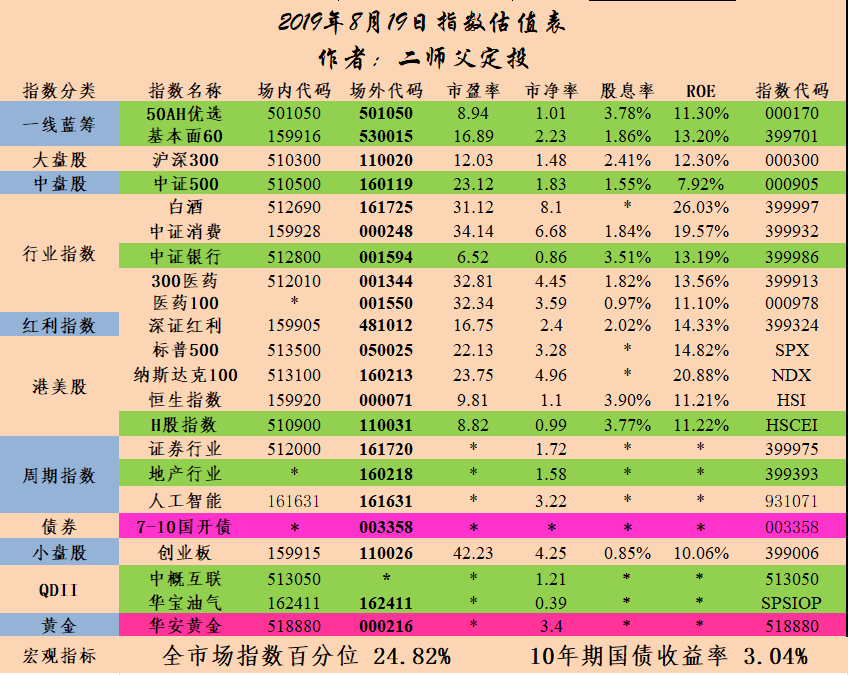 2019年8月19日指数估值表
作者：二师父定投
指数分类 指数名称 场内代码 场外代码 市盈率 市净率 股息率 ROE 指数代码
一线蓝筹 50AH优选 501050 501050 8.94 1.01 3.78% 11.30% 000170
基本面60 159916 530015 16.89 2.23 1.86% 13.20% 399701
大盘股 沪深300 510300 110020 12.03 1.48 2.41% 12.30% 000300
中盘股 中证500 510500 160119 23.12 1.83 1.55% 7.92% 000905
行业指数 白酒 512690 161725 31.12 8.1 * 26.03% 399997
中证消费 159928 000248 34.14 6.68 1.84% 19.57% 399932
中证银行 512800 001594 6.52 0.86 3.51% 13.19% 399986
300医药 512010 001344 32.81 4.45 1.82% 13.56% 399913
医药100 * 001550 32.34 3.59 0.97% 11.10% 000978
红利指数 深证红利 159905 481012 16.75 2.4 2.02% 14.33% 399324
港美股 标普500 513500 050025 22.13 3.28 * 14.82% SPX
纳斯达克100 513100 160213 23.75 4.96 * 20.88% NDX
恒生指数 159920 000071 9.81 1.1 3.90% 11.21% HSI
H股指数 510900 110031 8.82 0.99 3.77% 11.22% HSCEI
周期指数 证券行业 512000 161720 * 1.72 * * 399975
地产行业 * 160218 * 1.58 * * 399393
人工智能 161631 161631 * 3.22 * * 931071
债券 7-10国开债 * 003358 * * * * 003358
小盘股 创业板 159915 110026 42.23 4.25 0.85% 10.06% 399006
QDII 中概互联 513050 * * 1.21 * * 513050
华宝油气 162411 162411 * 0.39 * * SPSIOP
黄金 华安黄金 518880 000216 * 3.4 * * 518880
宏观指标 全市场指数百分位 24.82% 10年期国债收益率 3.04%